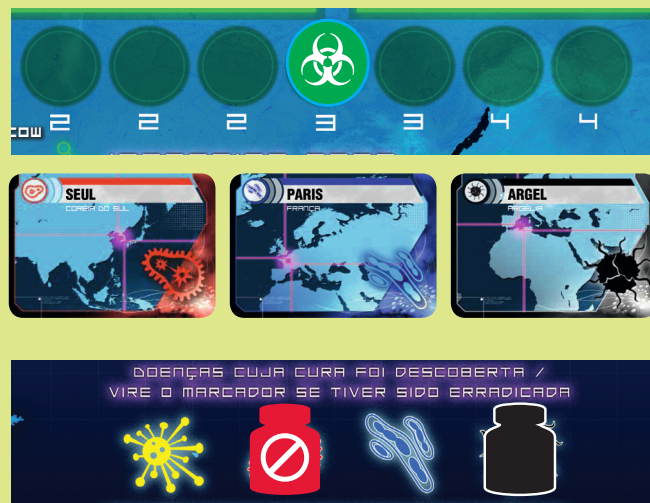 2 2 2 3 3 4 4
COW
SEUL
COREIA DO SUL
PARIS
FRANÇA
ARGEL
ARGÉLIA
DOENÇAS CUJA CURA FOI DESCOBERTA /
VIRE O MARCADOR SE TIVER SIDO ERRADICADA